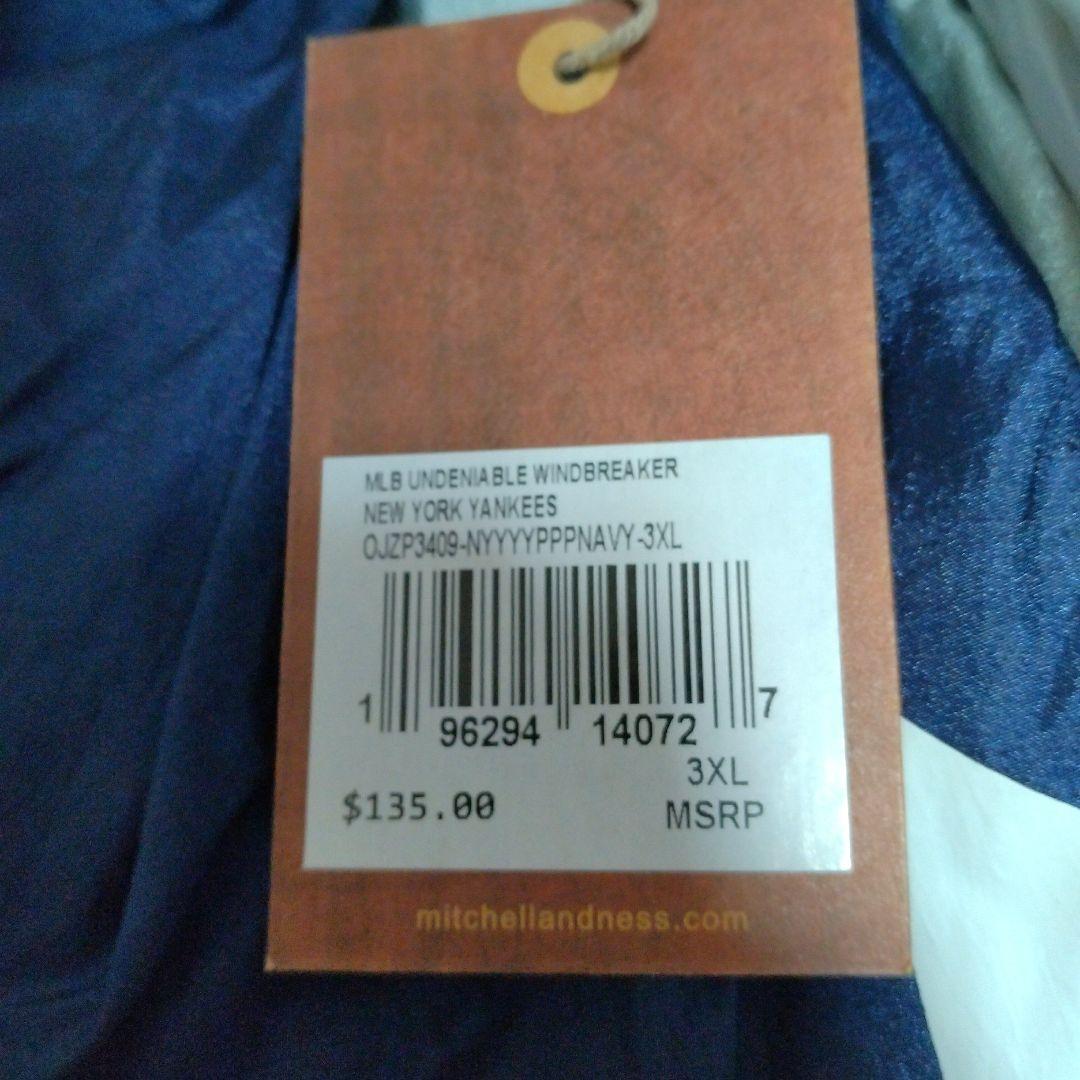 MLB UNDENIABLE WINDBREAKER
NEW YORK YANKEES
OJZP3409-NYYYYPPPNAVY-3XL
1 96294 14072 7
3XL
$135.00 MSRP
mitchellandness.com